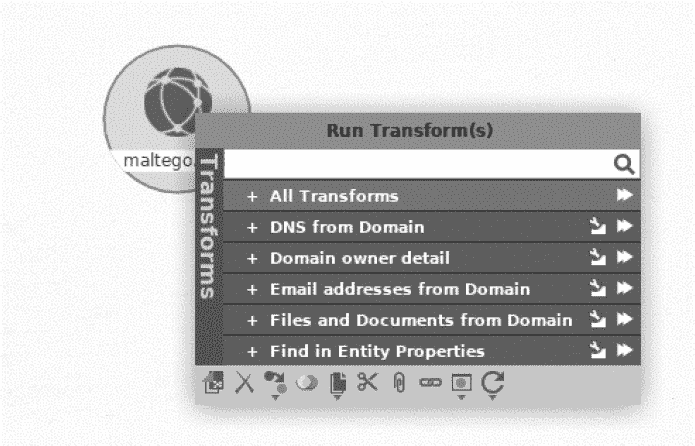 Run Transform(s)
maltego.
Transforms
+ All Transforms
+ DNS from Domain
+ Domain owner detail
+ Email addresses from Domain
+ Files and Documents from Domain
+ Find in Entity Properties